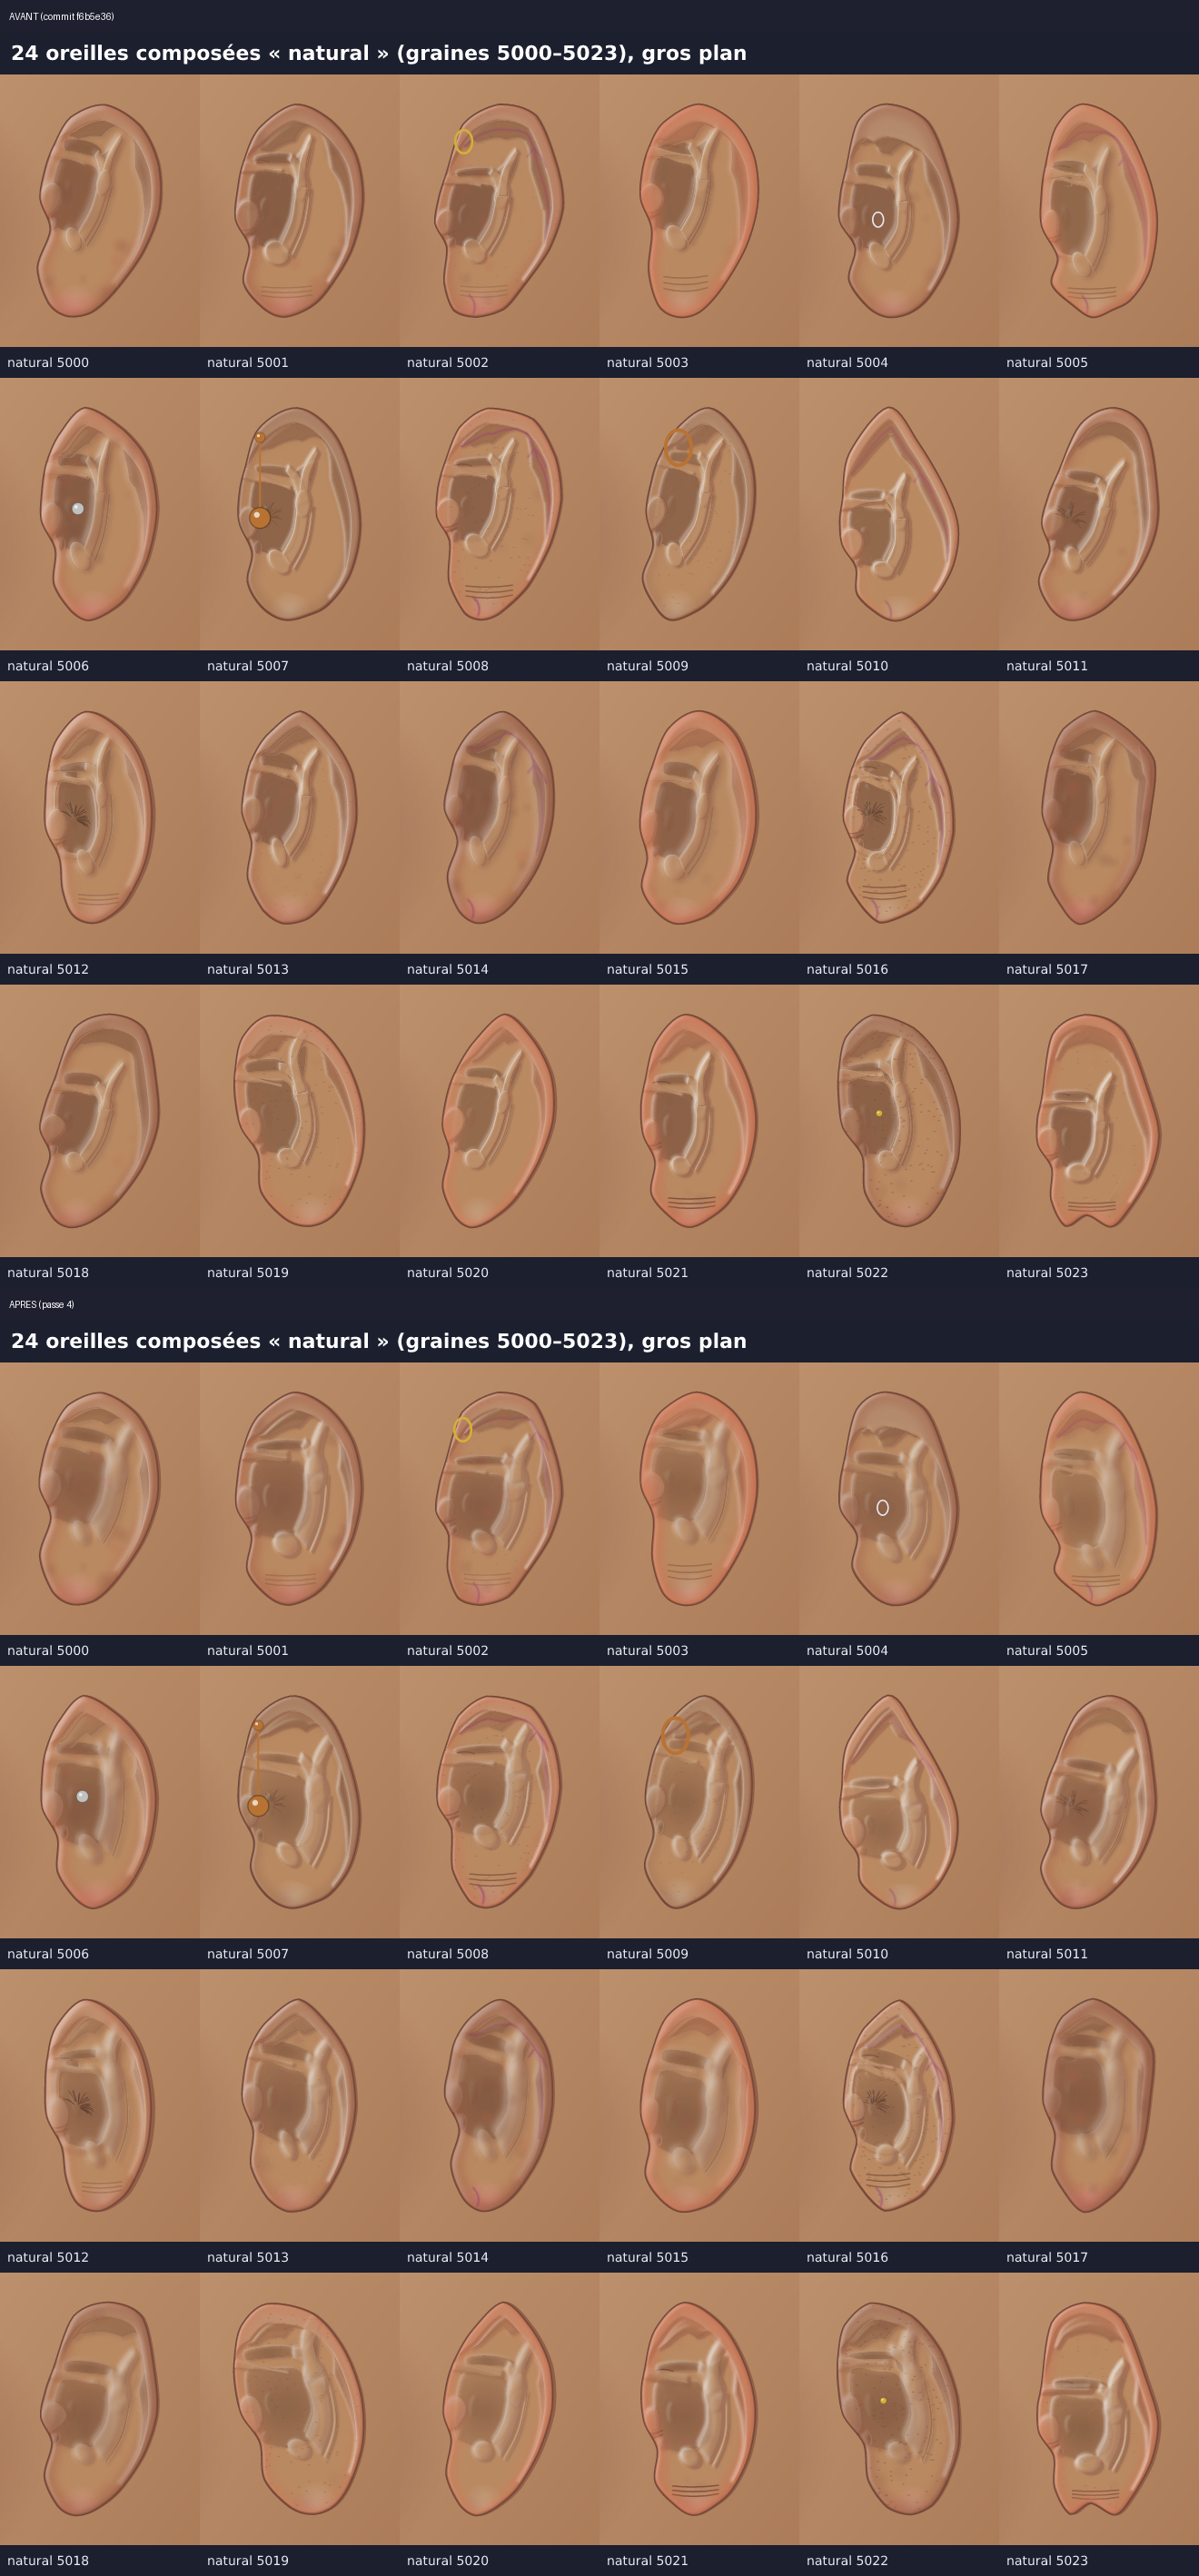 AVANT (commit f6b5e36)
24 oreilles composées « natural » (graines 5000–5023), gros plan
natural 5000 natural 5001 natural 5002 natural 5003 natural 5004 natural 5005
natural 5006 natural 5007 natural 5008 natural 5009 natural 5010 natural 5011
natural 5012 natural 5013 natural 5014 natural 5015 natural 5016 natural 5017
natural 5018 natural 5019 natural 5020 natural 5021 natural 5022 natural 5023
APRES (passe 4)
24 oreilles composées « natural » (graines 5000–5023), gros plan
natural 5000 natural 5001 natural 5002 natural 5003 natural 5004 natural 5005
natural 5006 natural 5007 natural 5008 natural 5009 natural 5010 natural 5011
natural 5012 natural 5013 natural 5014 natural 5015 natural 5016 natural 5017
natural 5018 natural 5019 natural 5020 natural 5021 natural 5022 natural 5023